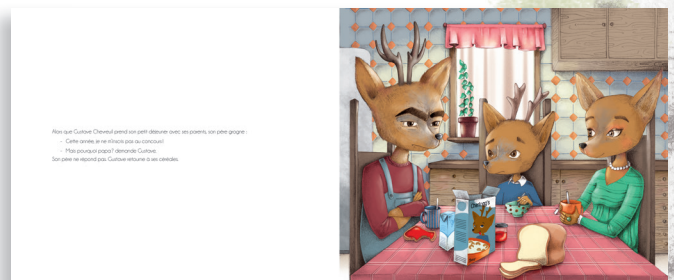 Alors que Gustave Chevreuil prend son petit déjeuner avec ses parents, son père grogne :
- Cette année, je ne m'inscris pas au concours!
- Mais pourquoi papa? demande Gustave.
Son père ne répond pas. Gustave retourne à ses céréales.